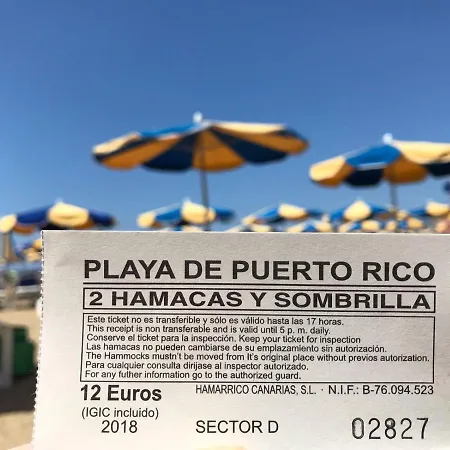 PLAYA DE PUERTO RICO
2 HAMACAS Y SOMBRILLA
Este ticket no es transferible y sólo es válido hasta las 17 horas.
This receipt is non transferable and is valid until 5 p. m. daily.
Conserve el ticket para la inspección. Keep your ticket for inspection
Las hamacas no pueden cambiarse de su emplazamiento sin autorización.
The Hammocks mustn't be moved from It's original place without previos autorization.
Para cualquier consulta dirijase al inspector autorizado.
For any futher information go to the authorized guard.
12 Euros HAMARRICO CANARIAS, S.L. - N.I.F.: B-76.094.523
(IGIC incluido)
2018 SECTOR D 02827